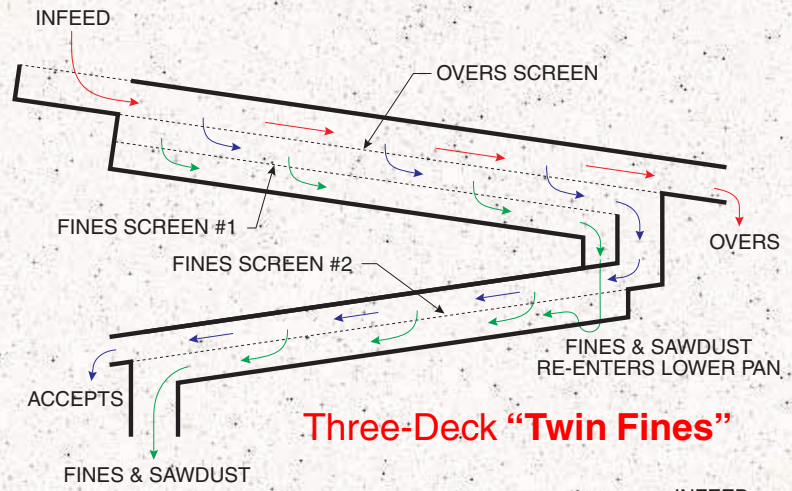 INFEED
OVERS SCREEN
FINES SCREEN #1
OVERS
FINES SCREEN #2
FINES & SAWDUST
RE-ENTERS LOWER PAN
ACCEPTS
Three-Deck “Twin Fines”
FINES & SAWDUST